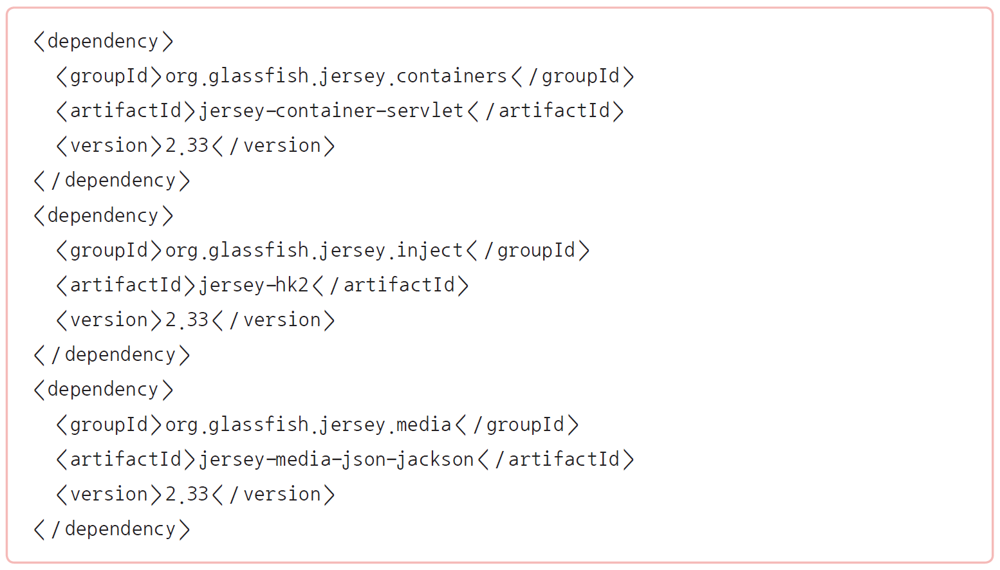 <dependency>
<groupId>org.glassfish.jersey.containers</groupId>
<artifactId>jersey-container-servlet</artifactId>
<version>2.33</version>
</dependency>
<dependency>
<groupId>org.glassfish.jersey.inject</groupId>
<artifactId>jersey-hk2</artifactId>
<version>2.33</version>
</dependency>
<dependency>
<groupId>org.glassfish.jersey.media</groupId>
<artifactId>jersey-media-json-jackson</artifactId>
<version>2.33</version>
</dependency>